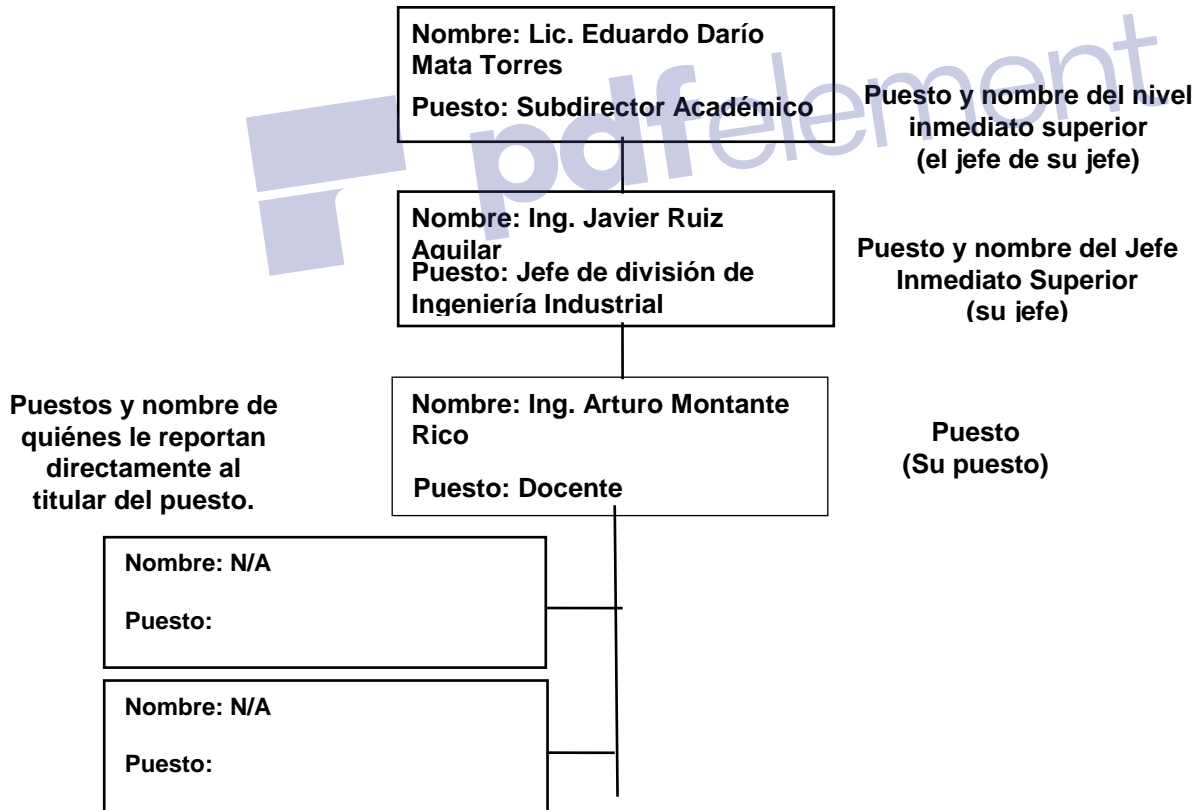 Nombre: Lic. Eduardo Darío
Mata Torres
Puesto: Subdirector Académico
pdfelement
Puesto y nombre del nivel
inmediato superior
(el jefe de su jefe)
Nombre: Ing. Javier Ruiz
Aguilar
Puesto: Jefe de división de
Ingeniería Industrial
Puesto y nombre del Jefe
Inmediato Superior
(su jefe)
Puestos y nombre de
quiénes le reportan
directamente al
titular del puesto.
Nombre: Ing. Arturo Montante
Rico
Puesto: Docente
Puesto
(Su puesto)
Nombre: N/A
Puesto:
Nombre: N/A
Puesto: